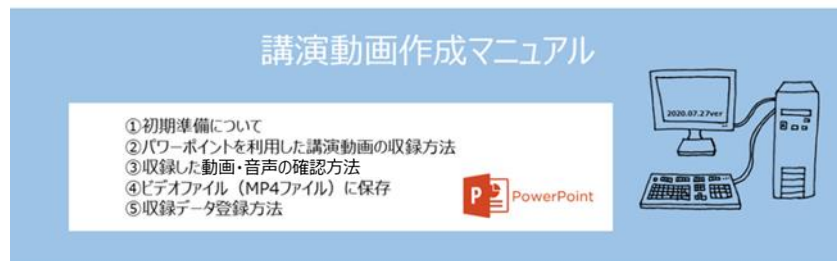 講演動画作成マニュアル
①初期準備について
②パワーポイントを利用した講演動画の収録方法
③収録した動画・音声の確認方法
④ビデオファイル（MP4ファイル）に保存
⑤収録データ登録方法
P PowerPoint
2020.07.27ver